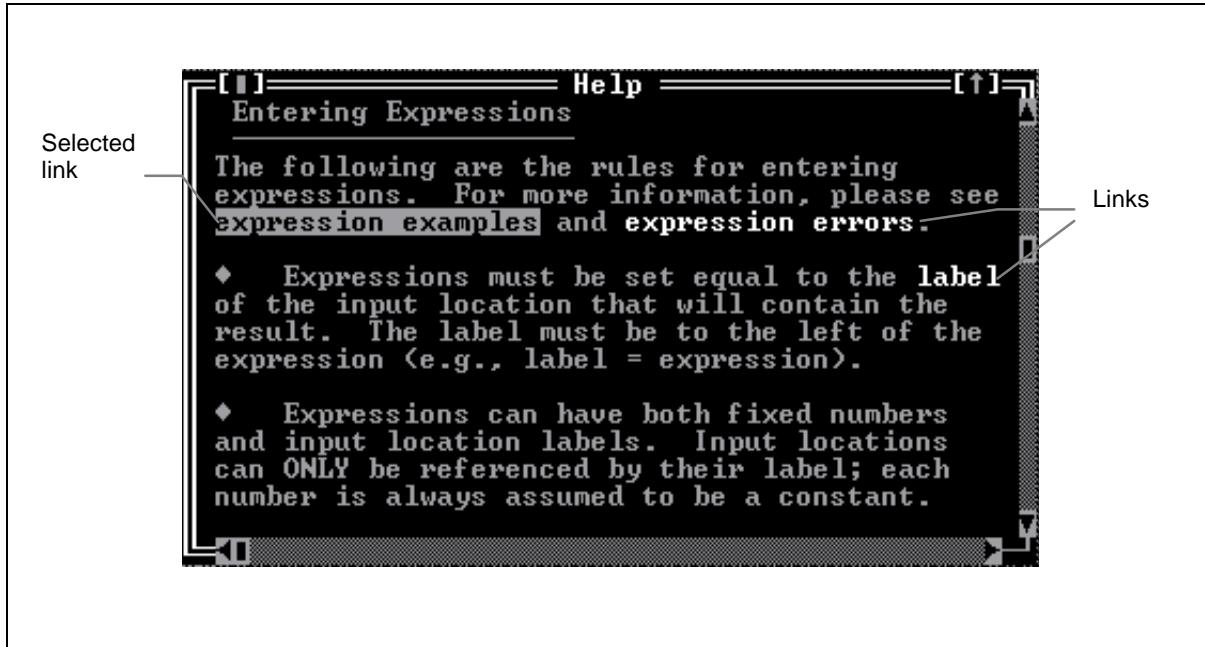 [▮] Help [↑]
Entering Expressions
Selected
link
The following are the rules for entering
expressions. For more information, please see
expression examples and expression errors.
Links
♦ Expressions must be set equal to the label
of the input location that will contain the
result. The label must be to the left of the
expression (e.g., label = expression).
♦ Expressions can have both fixed numbers
and input location labels. Input locations
can ONLY be referenced by their label; each
number is always assumed to be a constant.